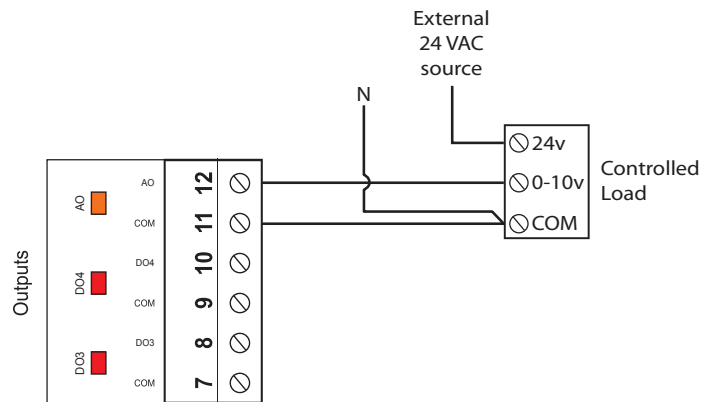 External
24 VAC
source
N
24v
0-10v
COM
Controlled
Load
Outputs
AO
AO
12
COM
11
DO4
DO4
10
COM
9
DO3
DO3
8
COM
7